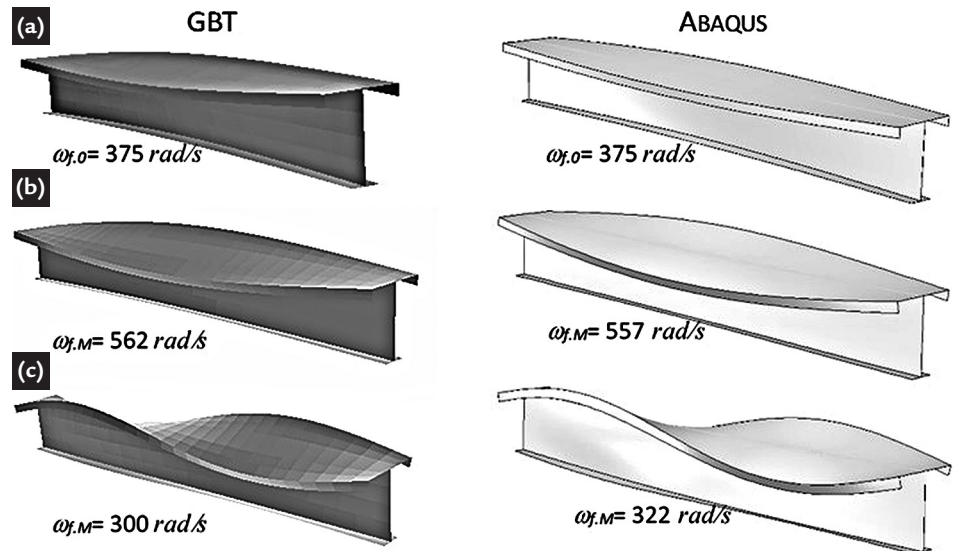 (a)
GBT
ABAQUS
ωf.0= 375 rad/s
ωf.0= 375 rad/s
(b)
ωf.M= 562 rad/s
ωf.M= 557 rad/s
(c)
ωf.M= 300 rad/s
ωf.M= 322 rad/s